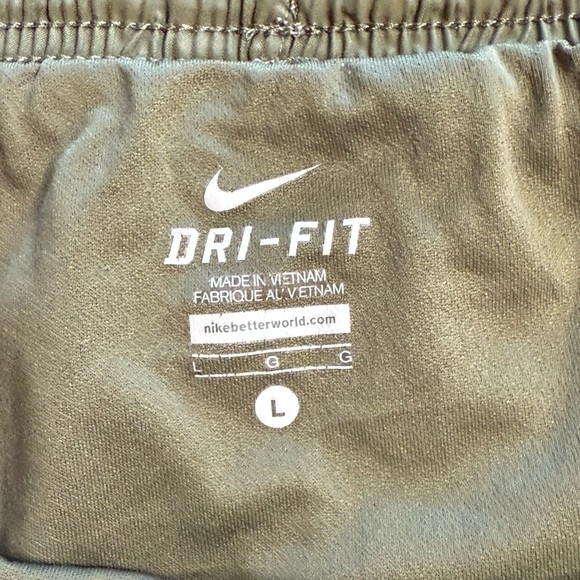 DRI-FIT
MADE IN VIETNAM
FABRIQUE AU VIETNAM
nikebetterworld.com
L G G
L